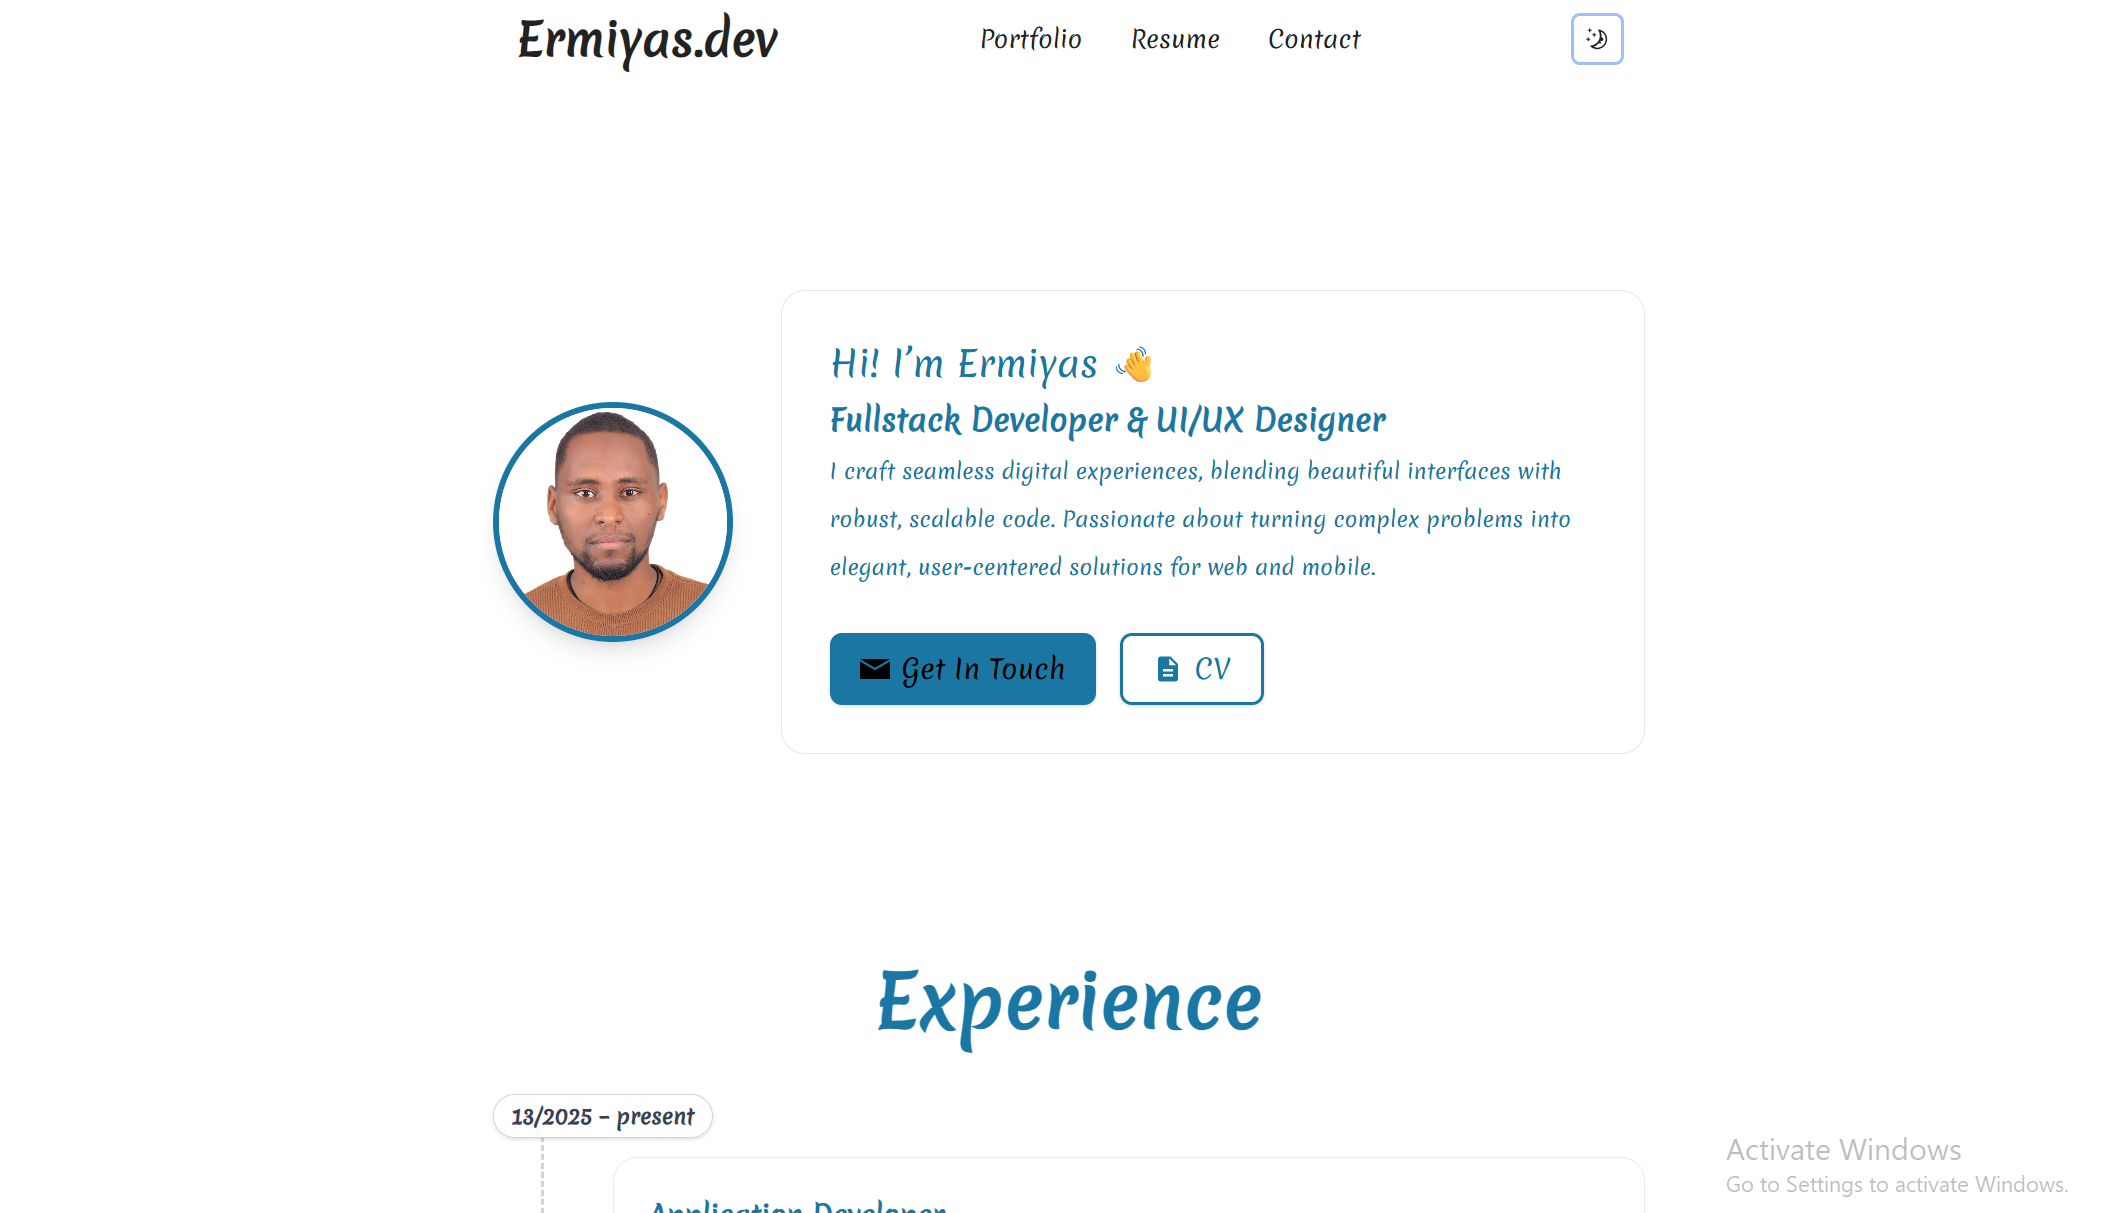 Ermiyas.dev
Portfolio Resume Contact
Hi! I’m Ermiyas 👋
Fullstack Developer & UI/UX Designer
I craft seamless digital experiences, blending beautiful interfaces with
robust, scalable code. Passionate about turning complex problems into
elegant, user-centered solutions for web and mobile.
Get In Touch
CV
Experience
13/2025 – present
Application Developer
Activate Windows
Go to Settings to activate Windows.